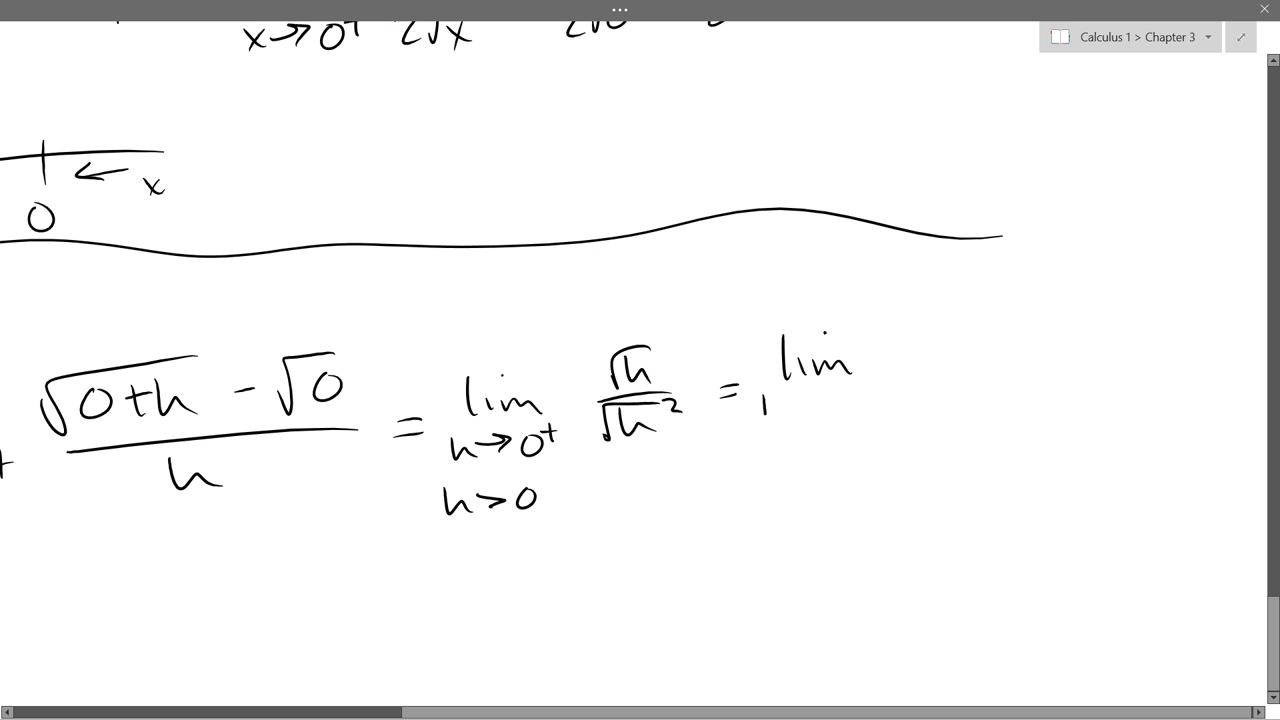 Calculus 1 > Chapter 3
x→0⁺ 2√x
← x
0
√(0+h) - √0 / h = lim h→0⁺ √h / √h² = lim
h>0